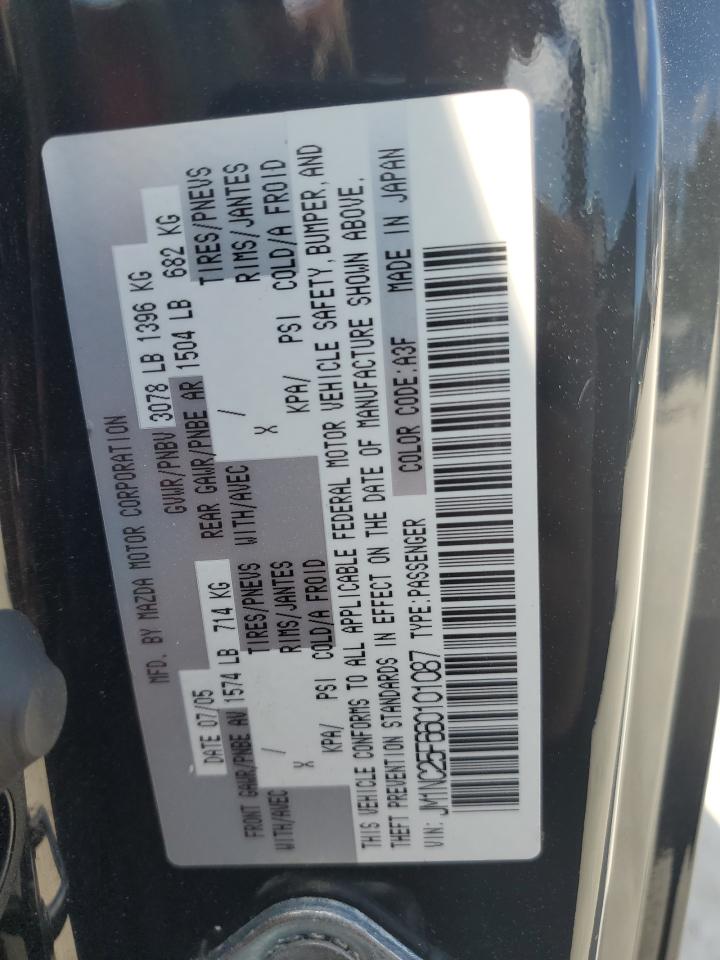 MFD. BY MAZDA MOTOR CORPORATION
DATE 07/05 GVWR/PNBV 3078 LB 1396 KG
FRONT GAWR/PNBE AV 1574 LB 714 KG REAR GAWR/PNBE AR 1504 LB 682 KG
WITH/AVEC / TIRES/PNEUS WITH/AVEC / TIRES/PNEVS
X RIMS/JANTES X RIMS/JANTES
KPA/ PSI COLD/A FROID KPA/ PSI COLD/A FROID
THIS VEHICLE CONFORMS TO ALL APPLICABLE FEDERAL MOTOR VEHICLE SAFETY, BUMPER, AND
THEFT PREVENTION STANDARDS IN EFFECT ON THE DATE OF MANUFACTURE SHOWN ABOVE.
VIN: JM1NC25F660101087 TYPE:PASSENGER COLOR CODE:A3F MADE IN JAPAN